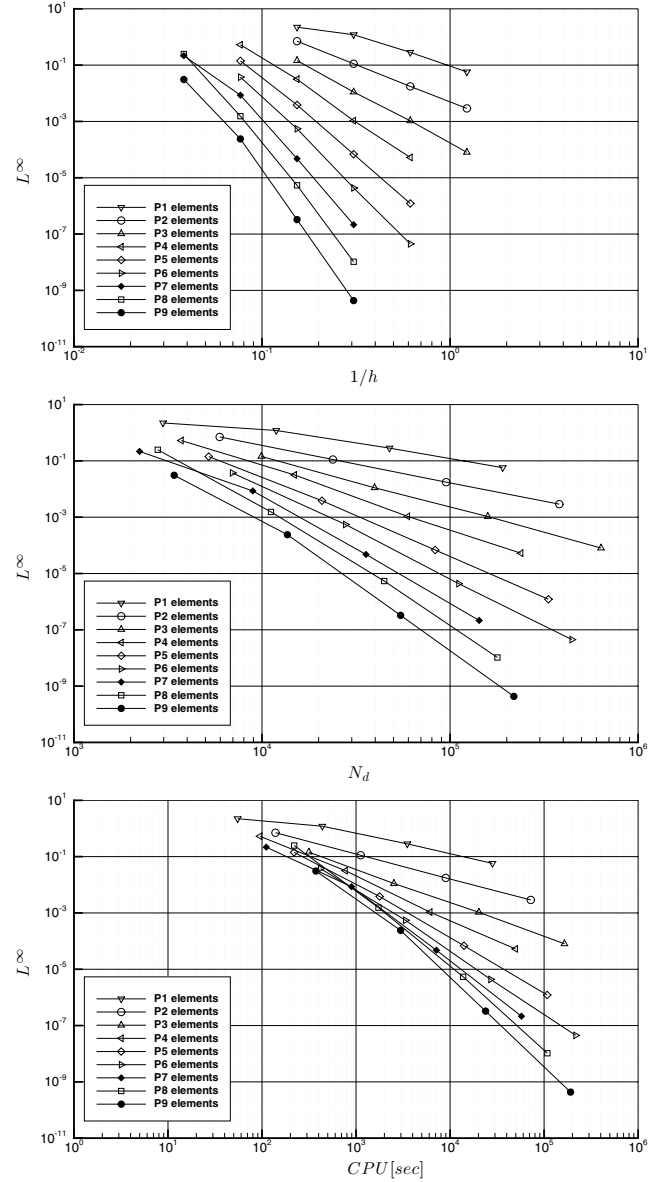 10^1
10^-1
10^-3
10^-5
10^-7
10^-9
10^-11
L^∞
P1 elements
P2 elements
P3 elements
P4 elements
P5 elements
P6 elements
P7 elements
P8 elements
P9 elements
10^-2 10^-1 10^0 10^1
1/h
10^1
10^-1
10^-3
10^-5
10^-7
10^-9
10^-11
L^∞
P1 elements
P2 elements
P3 elements
P4 elements
P5 elements
P6 elements
P7 elements
P8 elements
P9 elements
10^3 10^4 10^5 10^6
N_d
10^1
10^-1
10^-3
10^-5
10^-7
10^-9
10^-11
L^∞
P1 elements
P2 elements
P3 elements
P4 elements
P5 elements
P6 elements
P7 elements
P8 elements
P9 elements
10^0 10^1 10^2 10^3 10^4 10^5 10^6
CPU[sec]